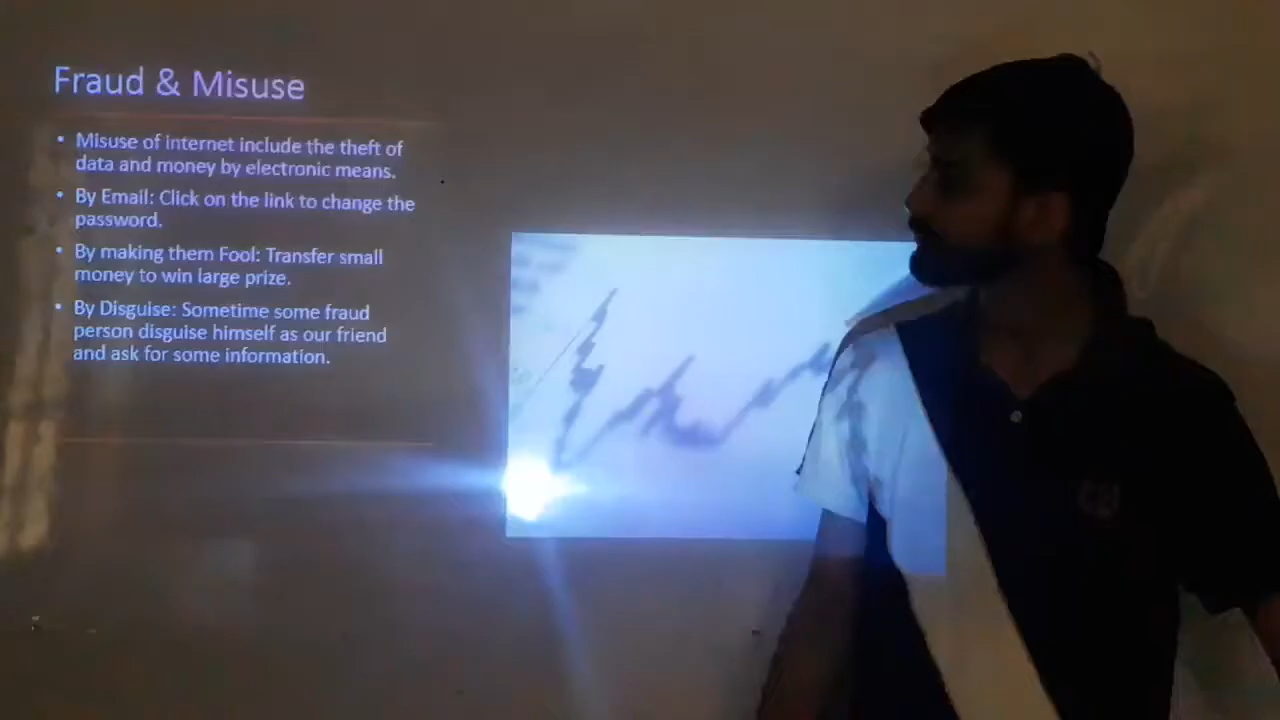 Fraud & Misuse
• Misuse of internet include the theft of
data and money by electronic means.
• By Email: Click on the link to change the
password.
• By making them Fool: Transfer small
money to win large prize.
• By Disguise: Sometime some fraud
person disguise himself as our friend
and ask for some information.